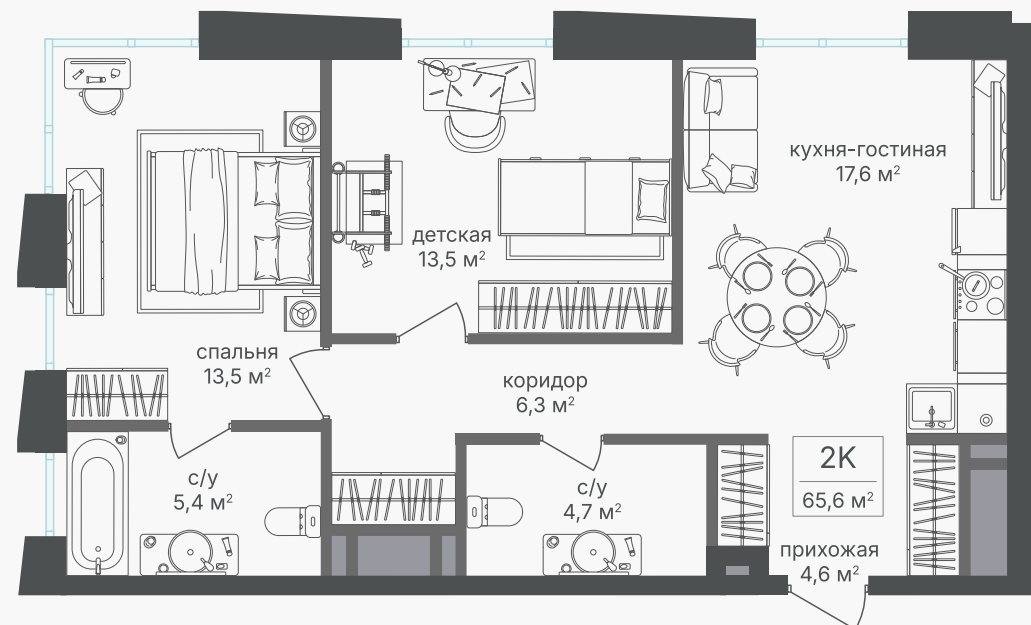 кухня-гостиная
17,6 м²
детская
13,5 м²
спальня
13,5 м²
коридор
6,3 м²
с/у
5,4 м²
с/у
4,7 м²
2К
65,6 м²
прихожая
4,6 м²